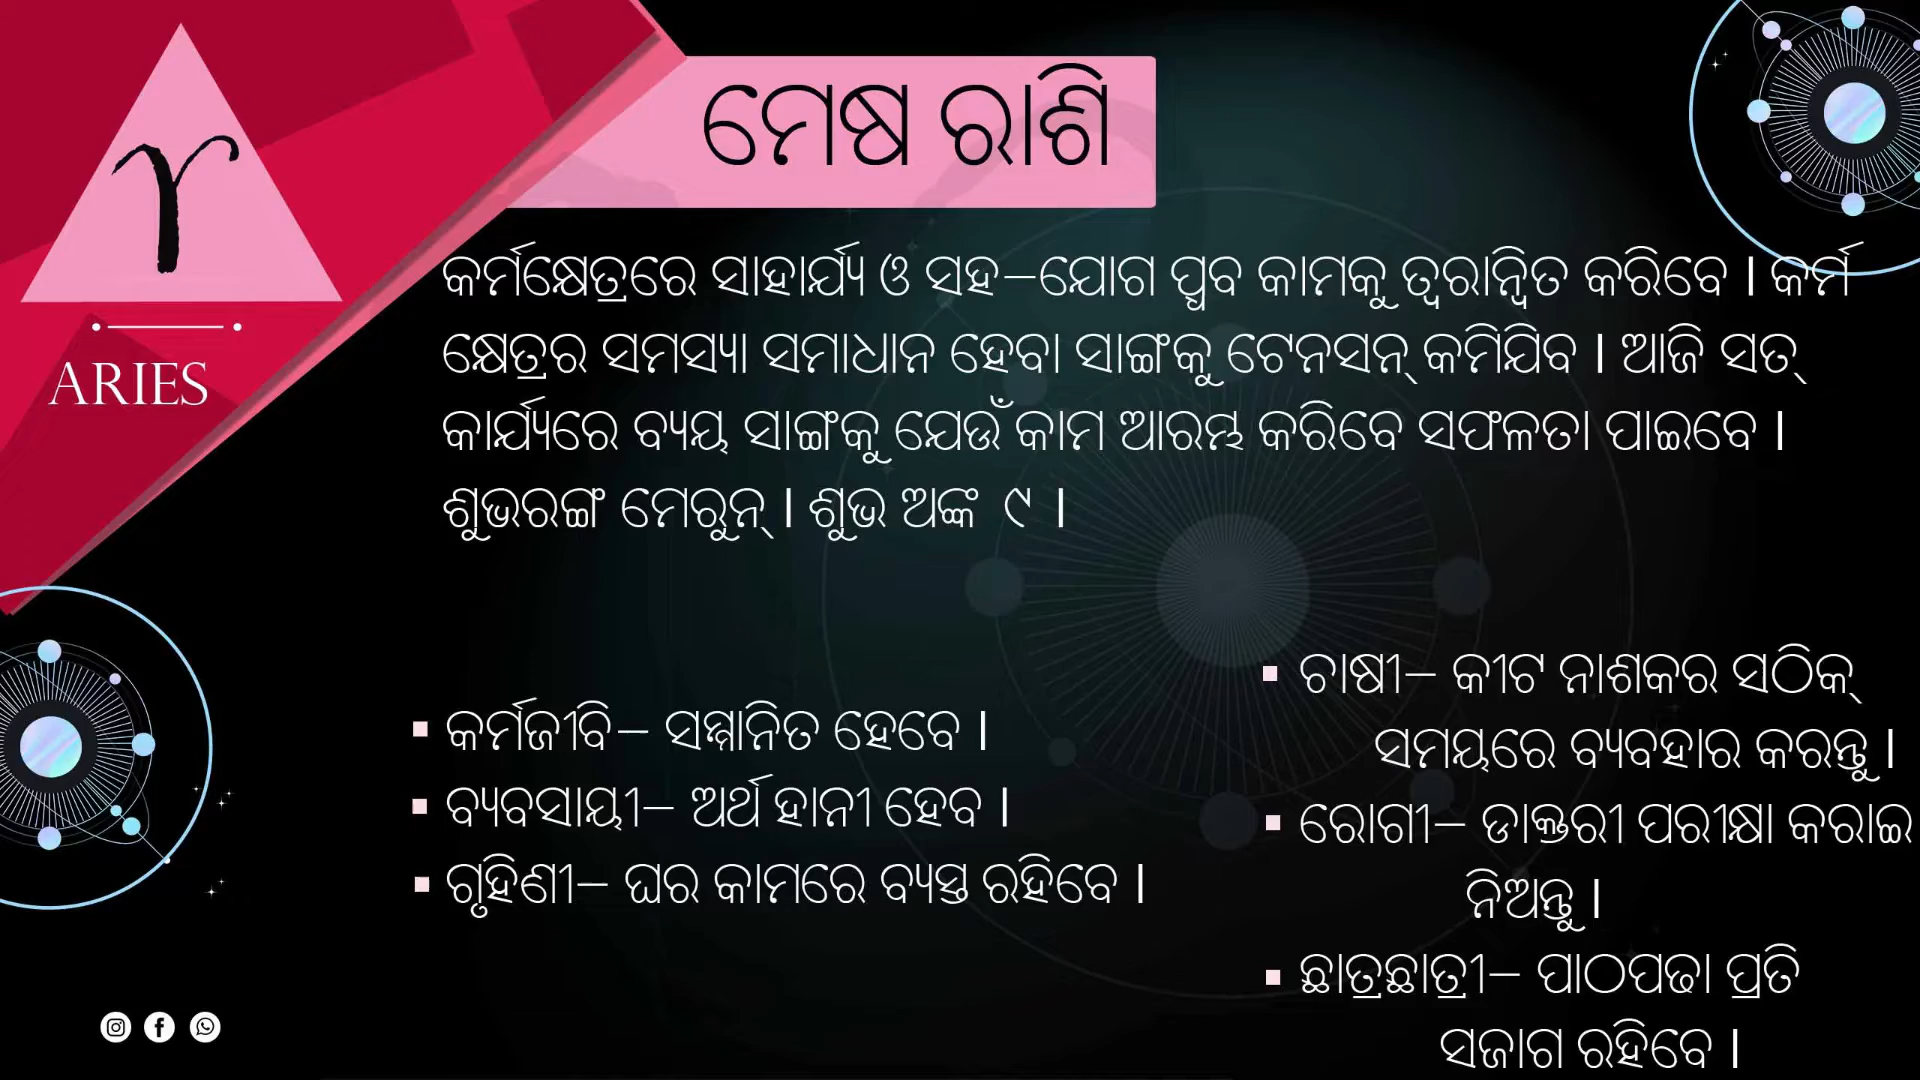 ମେଷ ରାଶି
ARIES
କର୍ମକ୍ଷେତ୍ରରେ ସାହାର୍ଯ୍ୟ ଓ ସହ-ଯୋଗ ପ୍ରବ କାମକୁ ତ୍ୱରାନ୍ୱିତ କରିବେ । କର୍ମ
କ୍ଷେତ୍ରର ସମସ୍ୟା ସମାଧାନ ହେବା ସାଙ୍ଗକୁ ଟେନସନ୍ କମିଯିବ । ଆଜି ସତ୍
କାର୍ଯ୍ୟରେ ବ୍ୟୟ ସାଙ୍ଗକୁ ଯେଉଁ କାମ ଆରମ୍ଭ କରିବେ ସଫଳତା ପାଇବେ ।
ଶୁଭରଙ୍ଗ ମେରୁନ୍ । ଶୁଭ ଅଙ୍କ ୯ ।
କର୍ମଜୀବି- ସମ୍ମାନିତ ହେବେ ।
ବ୍ୟବସାୟୀ- ଅର୍ଥ ହାନୀ ହେବ ।
ଗୃହିଣୀ- ଘର କାମରେ ବ୍ୟସ୍ତ ରହିବେ ।
ଚାଷୀ- କୀଟ ନାଶକର ସଠିକ୍
ସମୟରେ ବ୍ୟବହାର କରନ୍ତୁ ।
ରୋଗୀ- ଡାକ୍ତରୀ ପରୀକ୍ଷା କରାଇ
ନିଅନ୍ତୁ ।
ଛାତ୍ରଛାତ୍ରୀ- ପାଠପଢା ପ୍ରତି
ସଜାଗ ରହିବେ ।